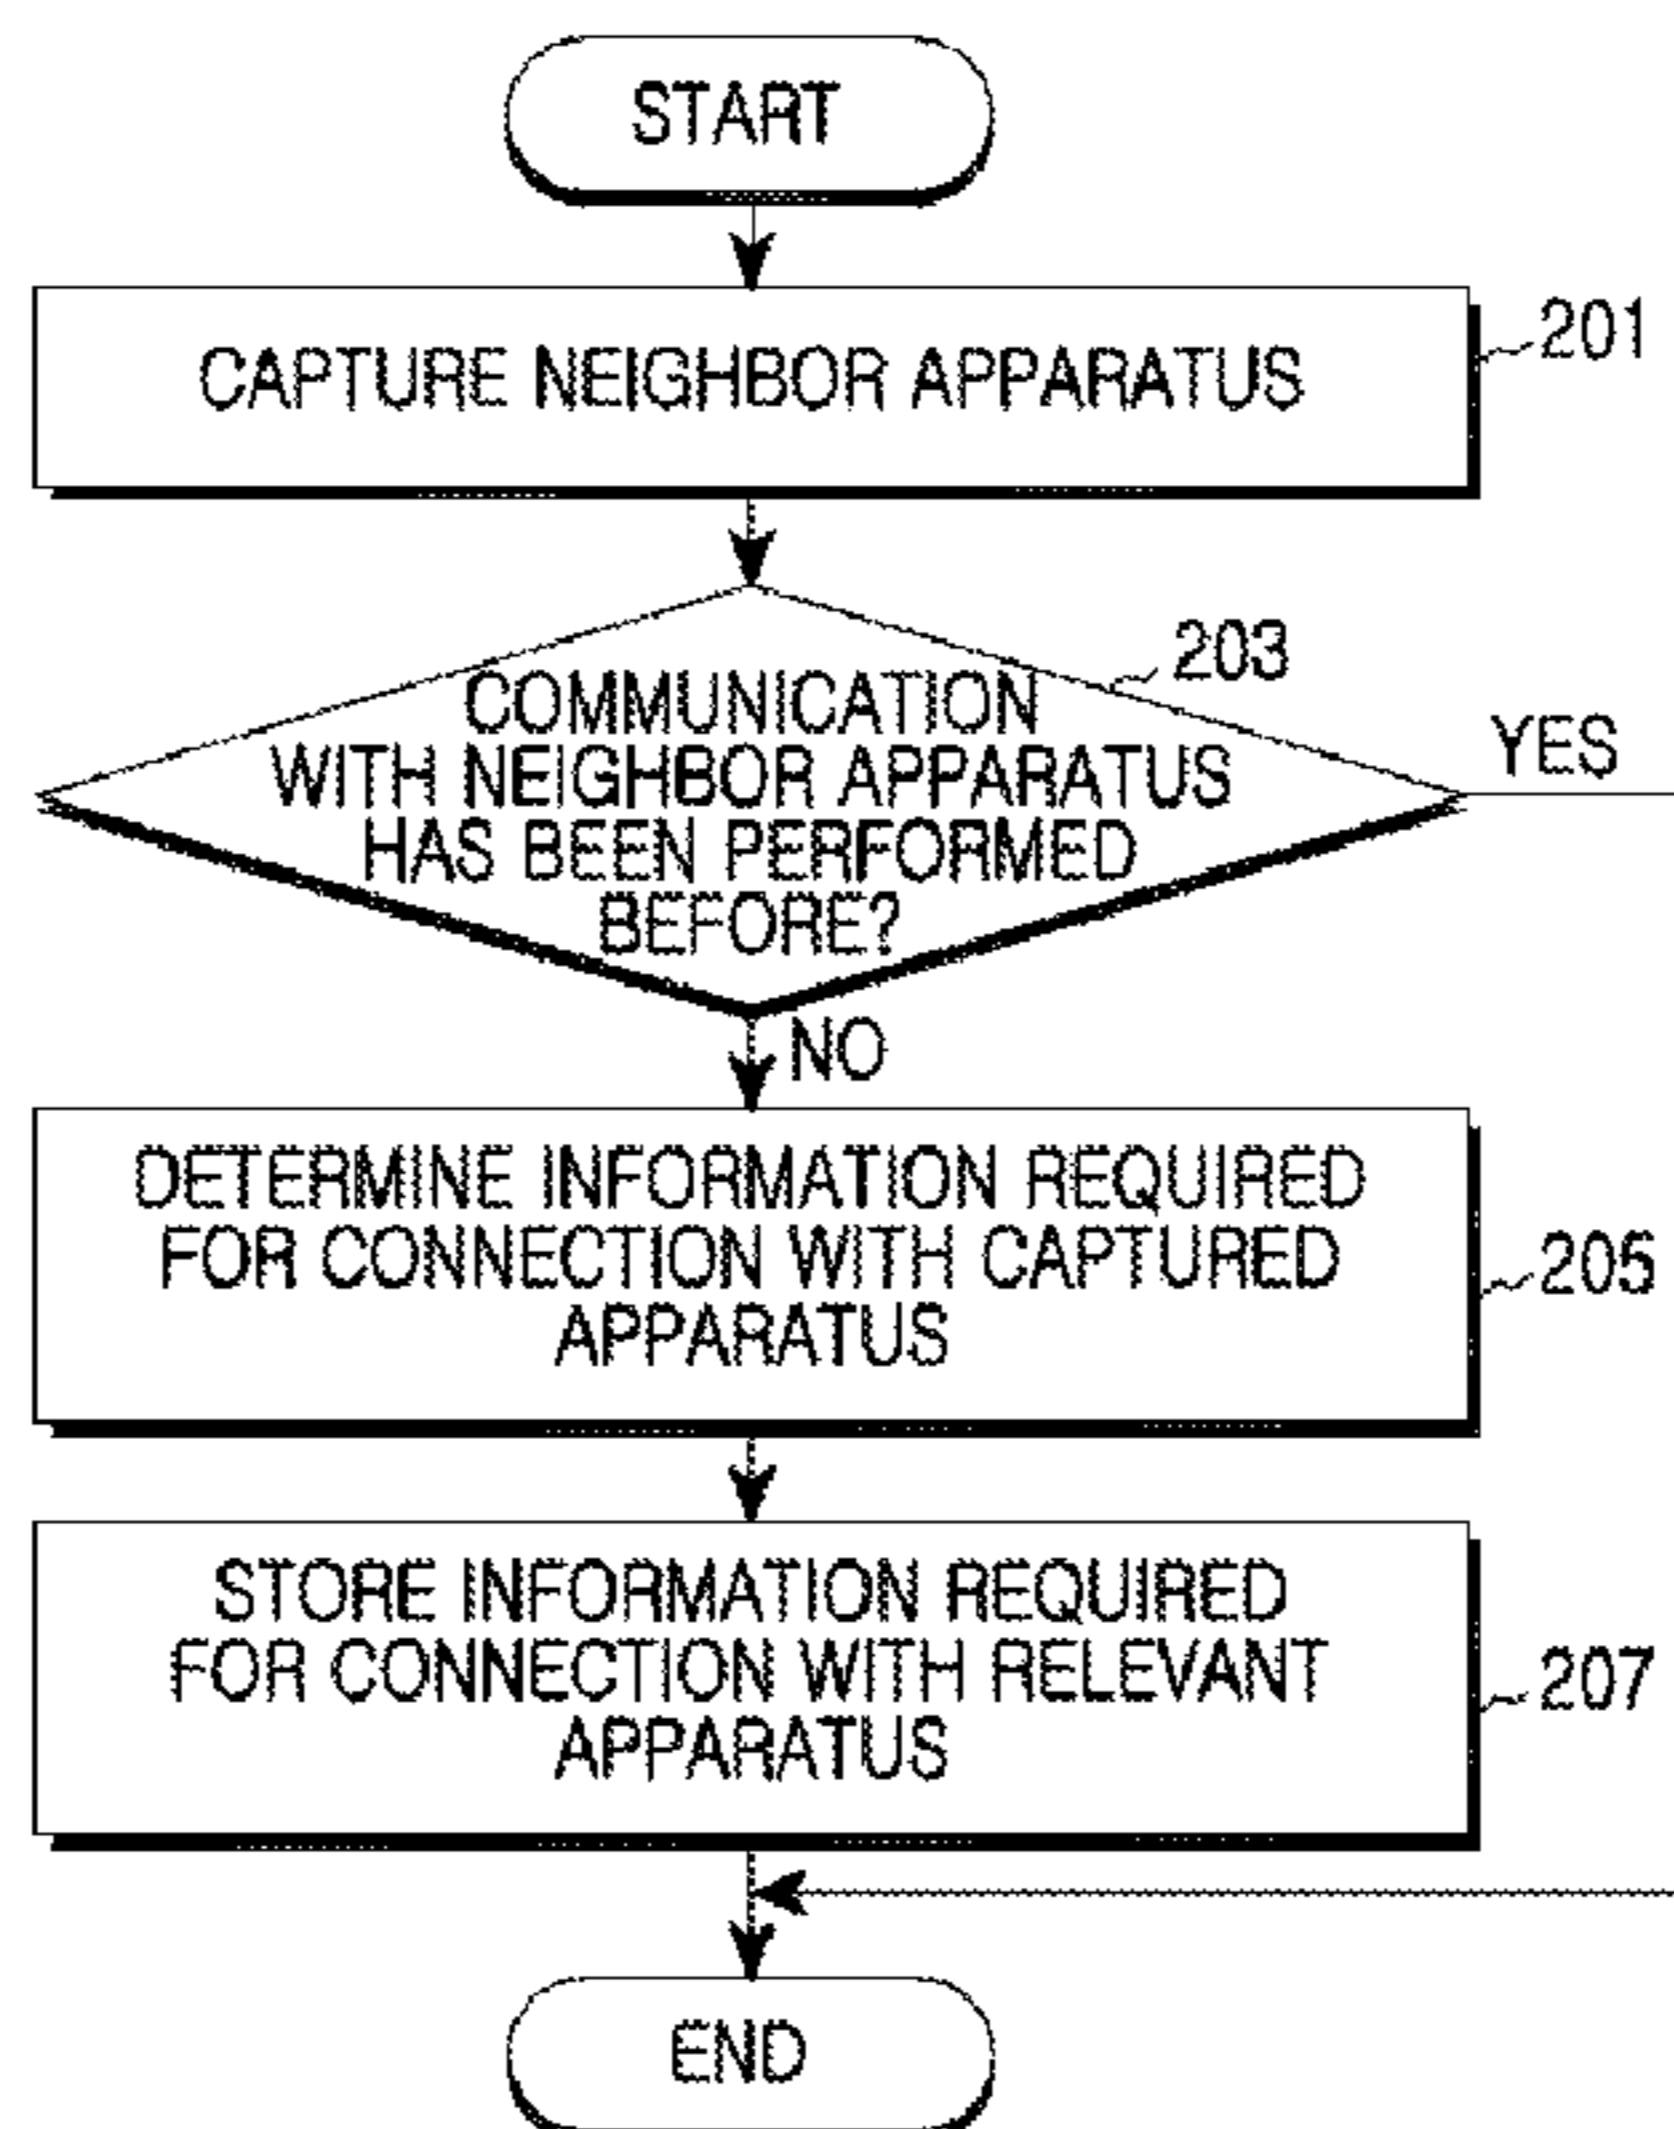 START
CAPTURE NEIGHBOR APPARATUS
201
203
COMMUNICATION
WITH NEIGHBOR APPARATUS
HAS BEEN PERFORMED
BEFORE?
YES
NO
DETERMINE INFORMATION REQUIRED
FOR CONNECTION WITH CAPTURED
APPARATUS
205
STORE INFORMATION REQUIRED
FOR CONNECTION WITH RELEVANT
APPARATUS
207
END